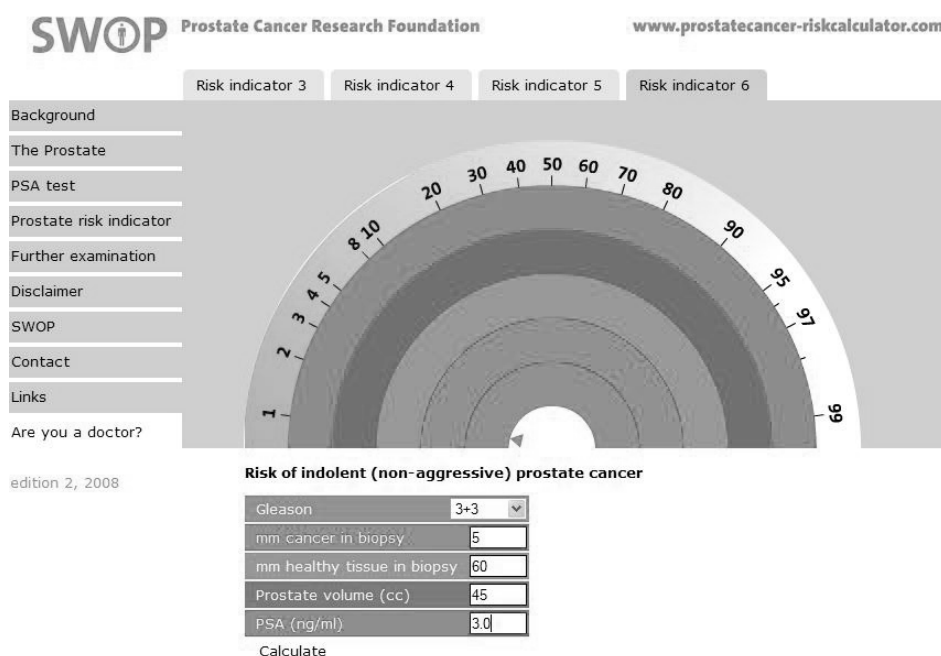 SWOP Prostate Cancer Research Foundation www.prostatecancer-riskcalculator.com
Risk indicator 3 Risk indicator 4 Risk indicator 5 Risk indicator 6
Background
The Prostate
PSA test
Prostate risk indicator
Further examination
Disclaimer
SWOP
Contact
Links
Are you a doctor?
edition 2, 2008
1 2 3 4 5 8 10 20 30 40 50 60 70 80 90 95 97 99
Risk of indolent (non-aggressive) prostate cancer
Gleason 3+3
mm cancer in biopsy 5
mm healthy tissue in biopsy 60
Prostate volume (cc) 45
PSA (ng/ml) 3.0
Calculate